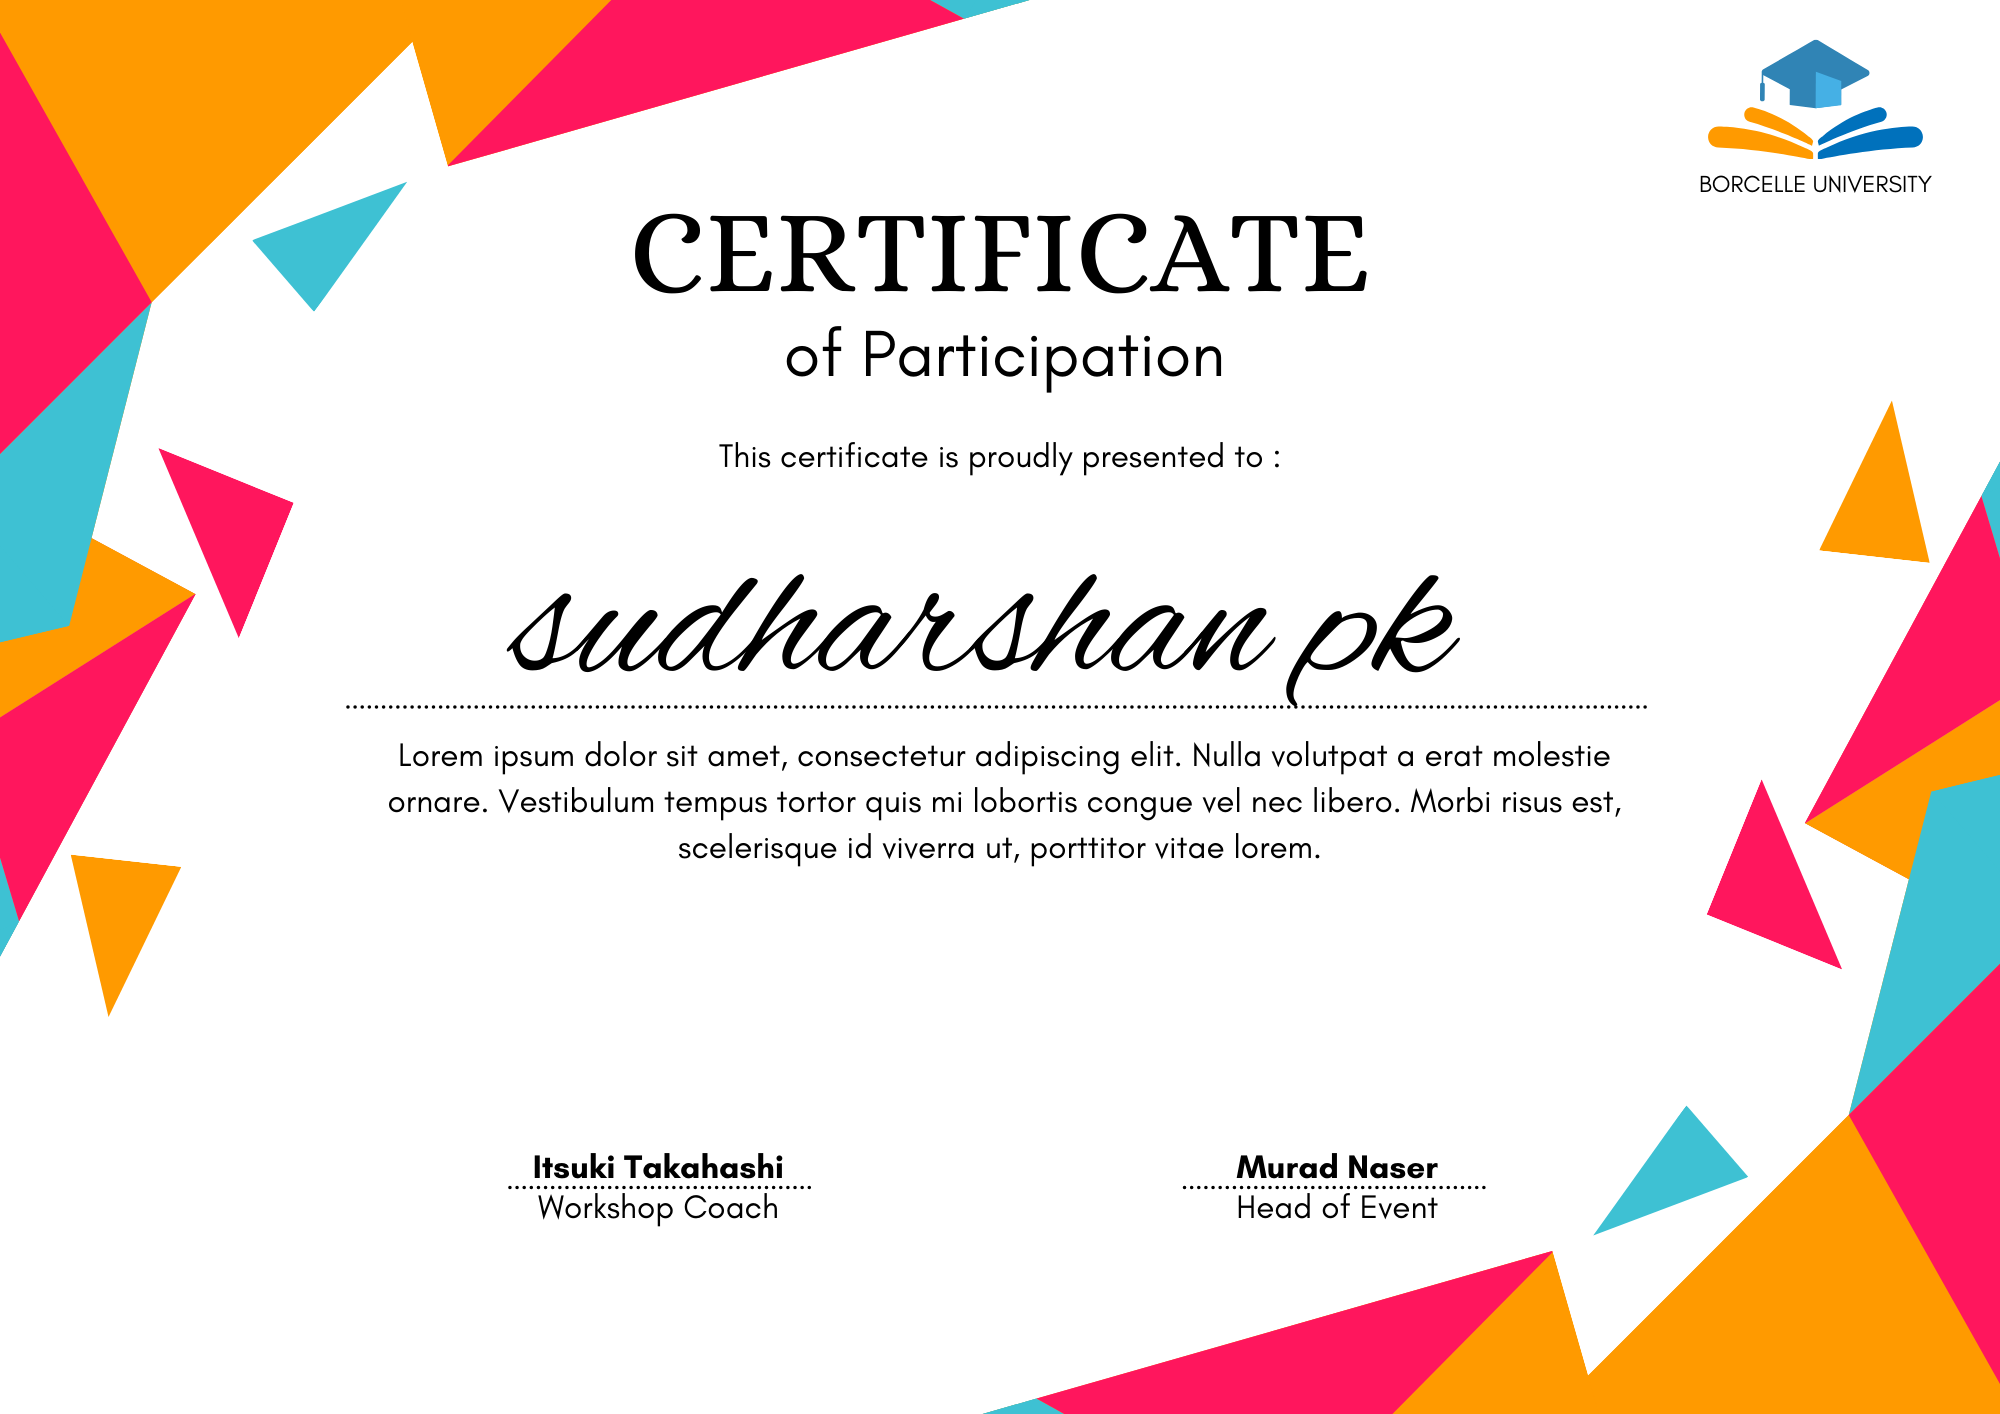 BORCELLE UNIVERSITY
CERTIFICATE
of Participation
This certificate is proudly presented to :
sudharshan pk
Lorem ipsum dolor sit amet, consectetur adipiscing elit. Nulla volutpat a erat molestie
ornare. Vestibulum tempus tortor quis mi lobortis congue vel nec libero. Morbi risus est,
scelerisque id viverra ut, porttitor vitae lorem.
Itsuki Takahashi
Workshop Coach
Murad Naser
Head of Event